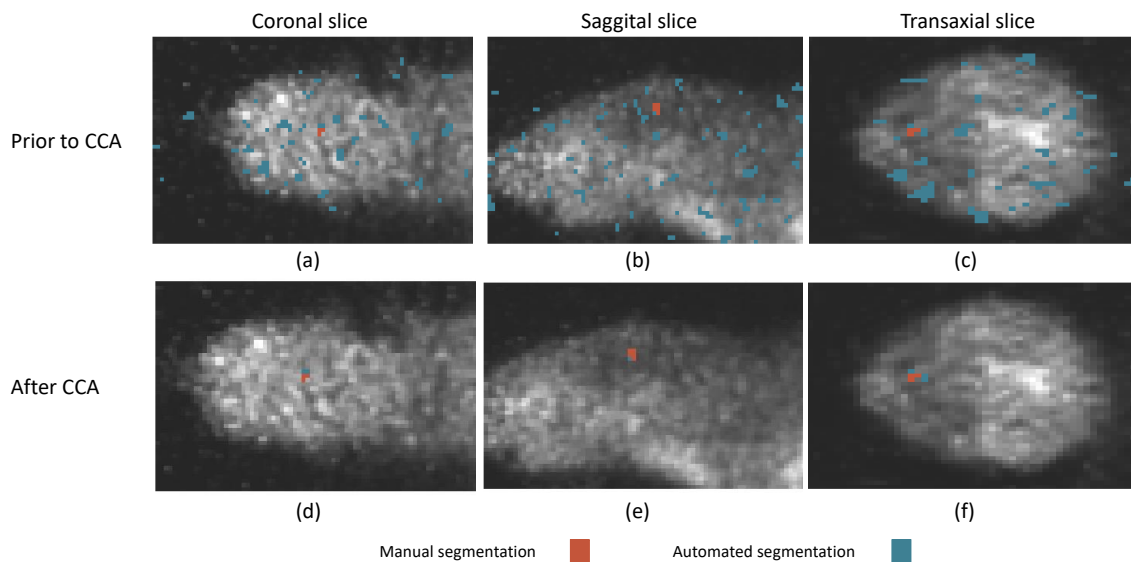 Coronal slice
Saggital slice
Transaxial slice
Prior to CCA
(a)
(b)
(c)
After CCA
(d)
(e)
(f)
Manual segmentation
Automated segmentation